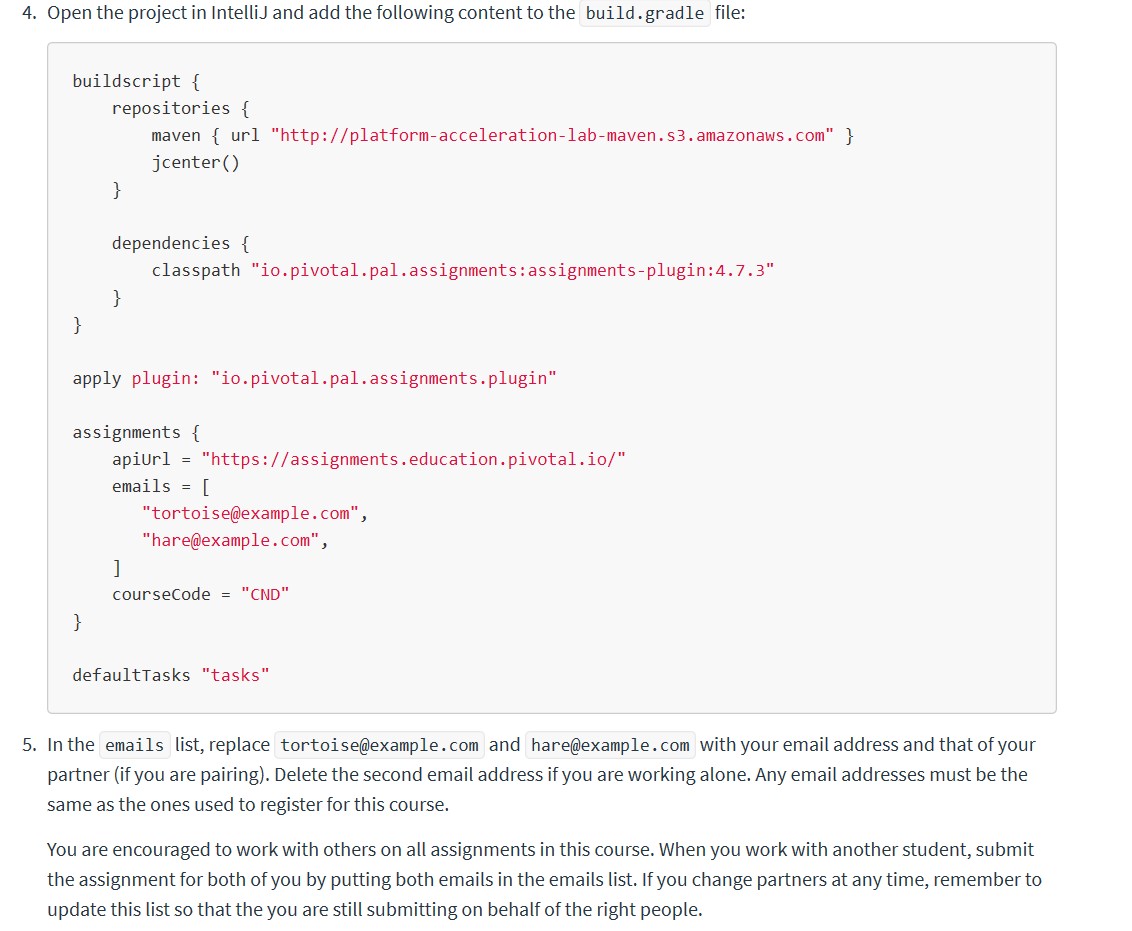 4. Open the project in IntelliJ and add the following content to the build.gradle file:
buildscript {
    repositories {
        maven { url "http://platform-acceleration-lab-maven.s3.amazonaws.com" }
        jcenter()
    }

    dependencies {
        classpath "io.pivotal.pal.assignments:assignments-plugin:4.7.3"
    }
}

apply plugin: "io.pivotal.pal.assignments.plugin"

assignments {
    apiUrl = "https://assignments.education.pivotal.io/"
    emails = [
       "tortoise@example.com",
       "hare@example.com",
    ]
    courseCode = "CND"
}

defaultTasks "tasks"
5. In the emails list, replace tortoise@example.com and hare@example.com with your email address and that of your
partner (if you are pairing). Delete the second email address if you are working alone. Any email addresses must be the
same as the ones used to register for this course.
You are encouraged to work with others on all assignments in this course. When you work with another student, submit
the assignment for both of you by putting both emails in the emails list. If you change partners at any time, remember to
update this list so that the you are still submitting on behalf of the right people.